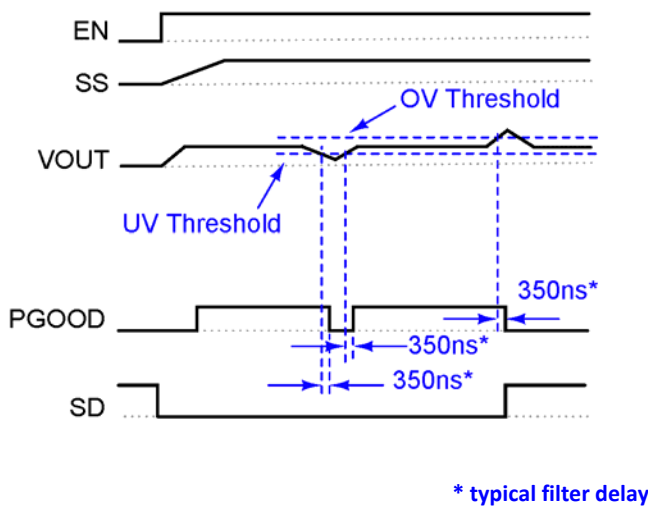 EN
SS
OV Threshold
VOUT
UV Threshold
350ns*
PGOOD
350ns*
350ns*
SD
* typical filter delay